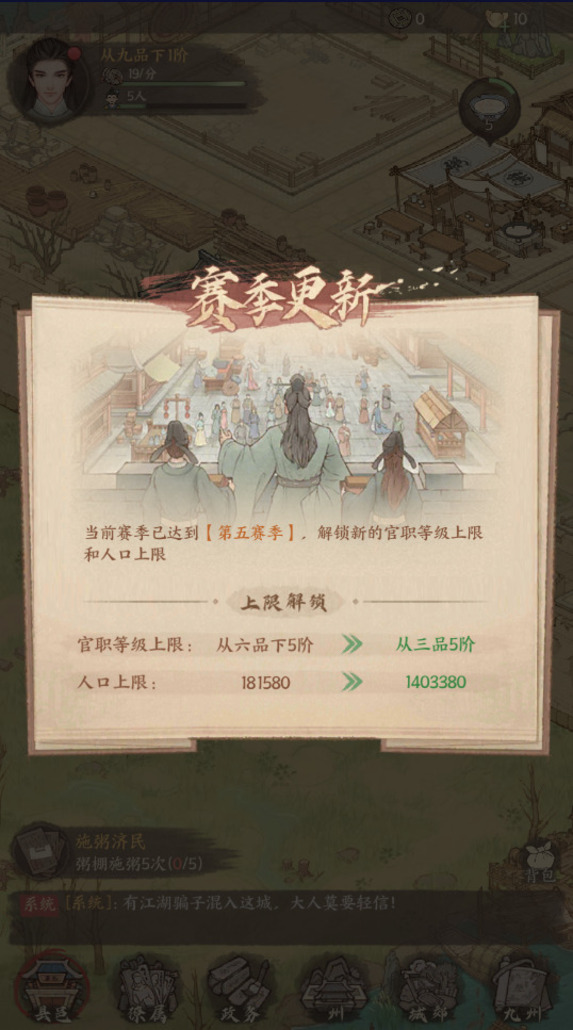 0
10
从九品下1阶
19/分
5人
5
赛季更新
当前赛季已达到【第五赛季】，解锁新的官职等级上限
和人口上限
上限解锁
官职等级上限： 从六品下5阶 从三品5阶
人口上限： 181580 1403380
施粥济民
粥棚施粥5次(0/5)
背包
系统 [系统]: 有江湖骗子混入这城，大人莫要轻信!
县邑 僚属 政务 州 城郊 九州